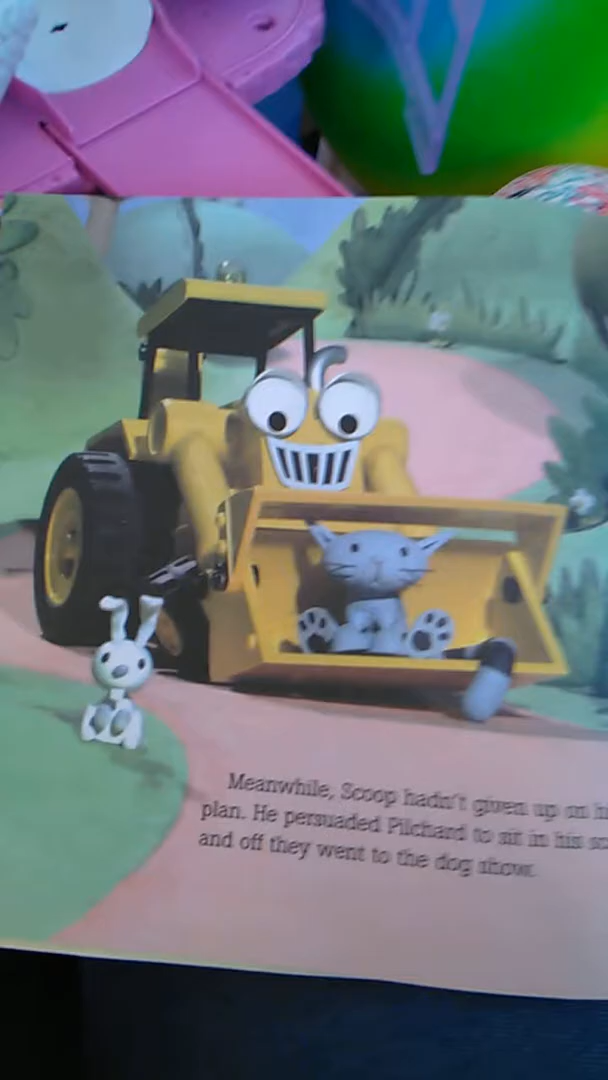 Meanwhile, Scoop hadn't given up on
plan. He persuaded Pilchard to sit in his
and off they went to the dog show.